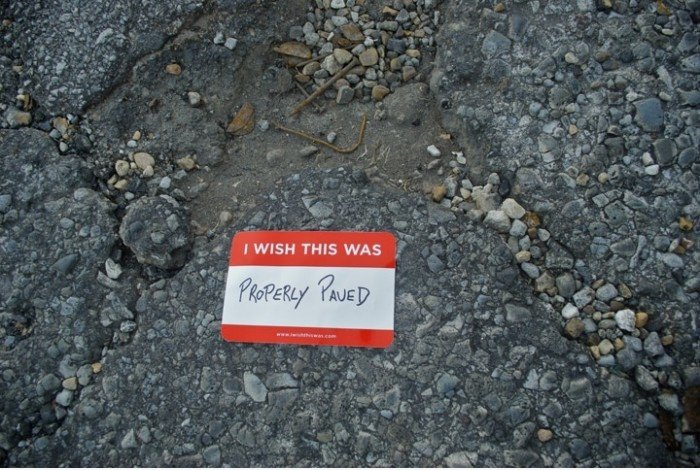 I WISH THIS WAS
PROPERLY PAVED
www.iwishthiswas.com